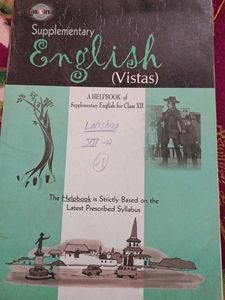 Supplementary
English
(Vistas)
A HELPBOOK of
Supplementary English for Class XII
XII -A
21
The Helpbook is Strictly Based on the
Latest Prescribed Syllabus